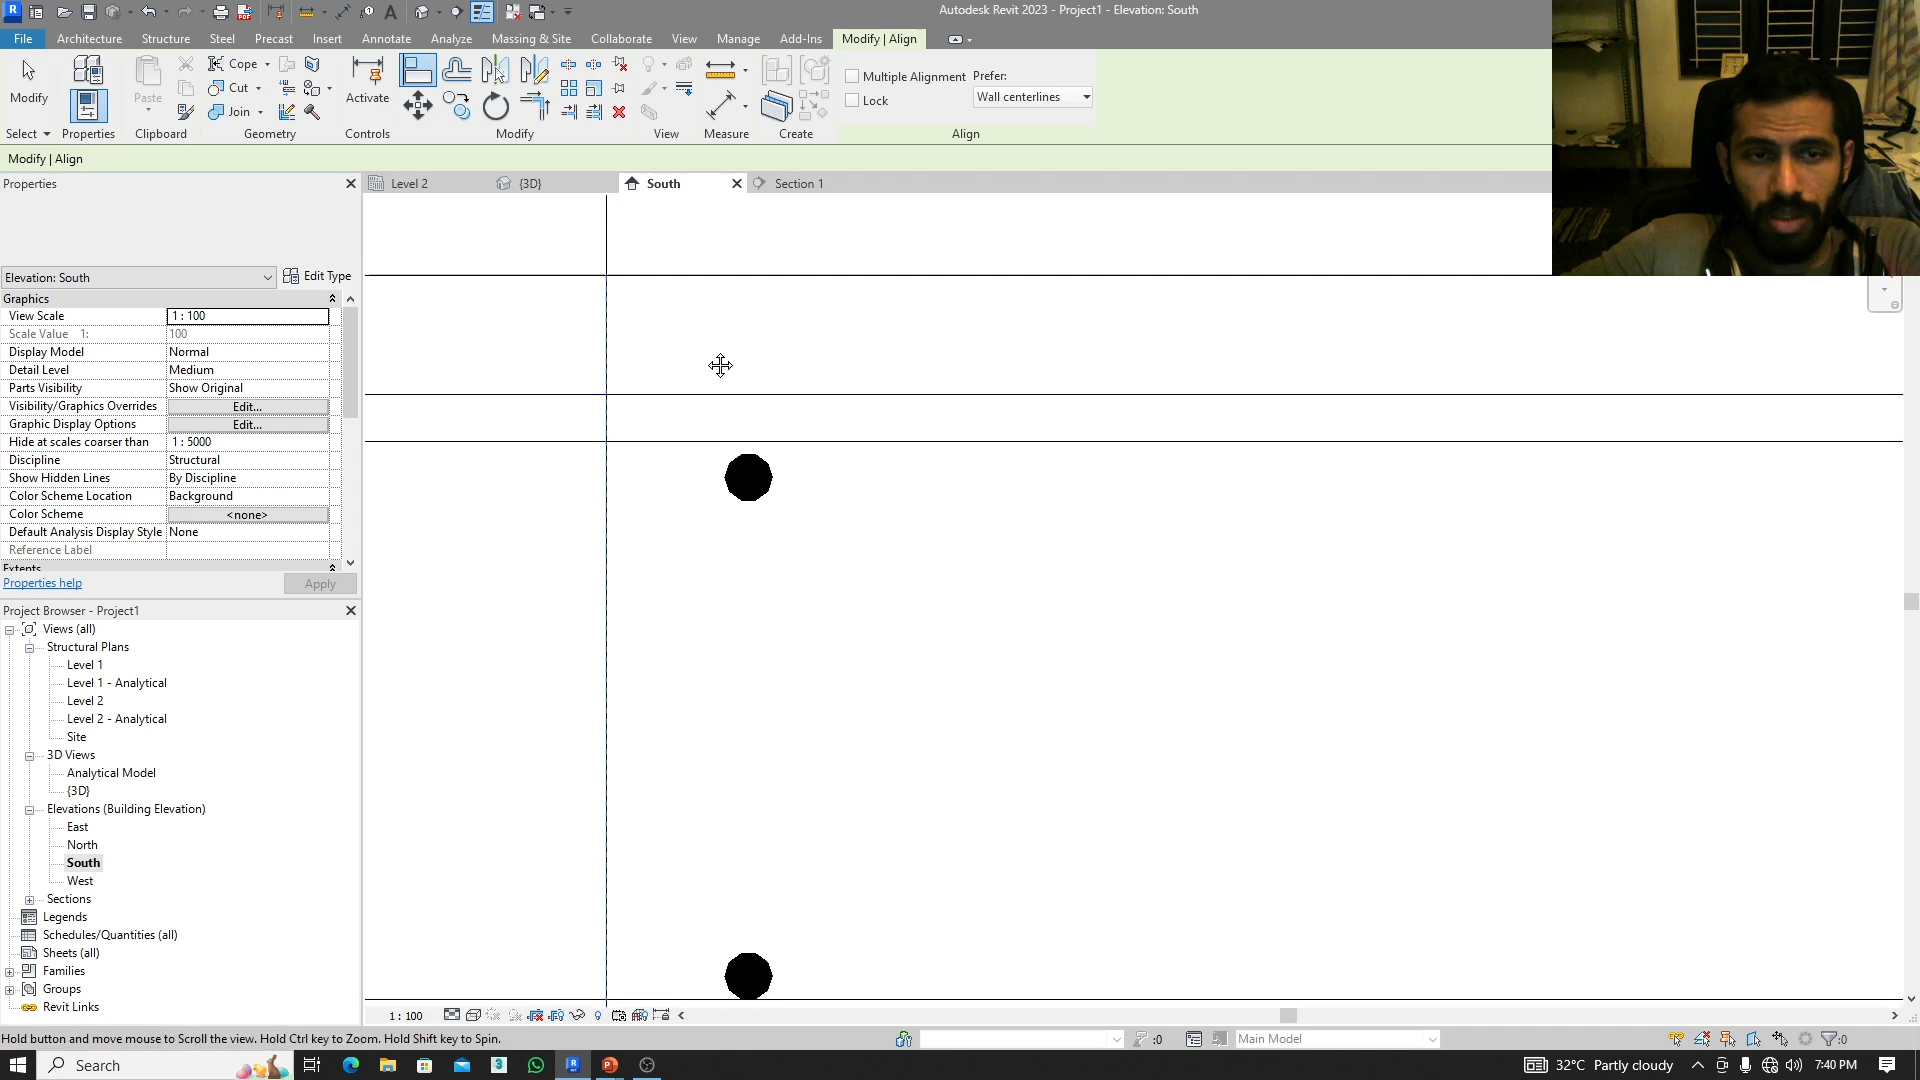 Autodesk Revit 2023 - Project1 - Elevation: South
File Architecture Structure Steel Precast Insert Annotate Analyze Massing & Site Collaborate View Manage Add-Ins Modify | Align
Modify
Paste
Cope
Cut
Join
Activate
Multiple Alignment
Lock
Prefer:
Wall centerlines
Select Properties Clipboard Geometry Controls Modify View Measure Create Align
Modify | Align
Properties
Level 2 {3D} South Section 1
Elevation: South Edit Type
Graphics
View Scale 1 : 100
Scale Value 1: 100
Display Model Normal
Detail Level Medium
Parts Visibility Show Original
Visibility/Graphics Overrides Edit...
Graphic Display Options Edit...
Hide at scales coarser than 1 : 5000
Discipline Structural
Show Hidden Lines By Discipline
Color Scheme Location Background
Color Scheme <none>
Default Analysis Display Style None
Reference Label
Extents
Properties help Apply
Project Browser - Project1
Views (all)
Structural Plans
Level 1
Level 1 - Analytical
Level 2
Level 2 - Analytical
Site
3D Views
Analytical Model
{3D}
Elevations (Building Elevation)
East
North
South
West
Sections
Legends
Schedules/Quantities (all)
Sheets (all)
Families
Groups
Revit Links
1 : 100
Hold button and move mouse to Scroll the view. Hold Ctrl key to Zoom. Hold Shift key to Spin.
:0
Main Model
:0
Search
32°C Partly cloudy
7:40 PM